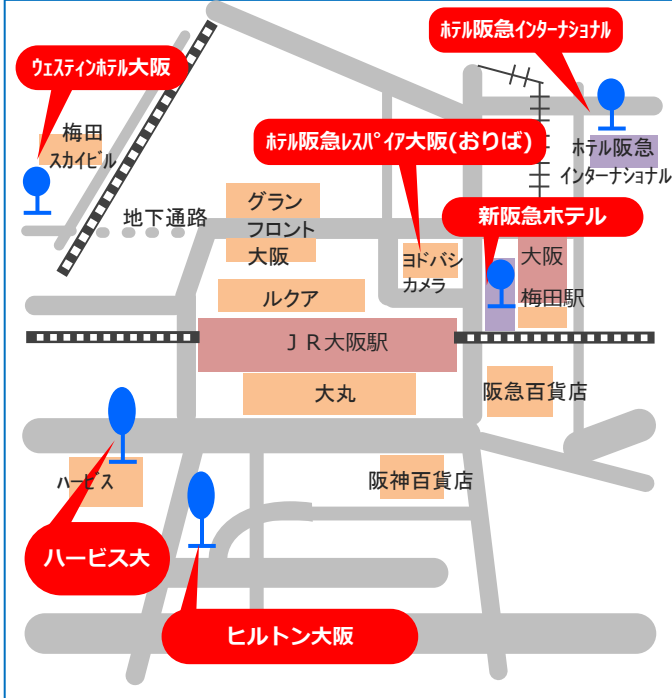 ホテル阪急インターナショナル
ウェスティンホテル大阪
梅田
スカイビル
ホテル阪急レスパイア大阪(おりば)
ホテル阪急
インターナショナル
新阪急ホテル
地下通路
グラン
フロント
大阪
ヨドバシ
カメラ
大阪
梅田駅
ルクア
ＪＲ大阪駅
大丸
阪急百貨店
ハービス
阪神百貨店
ハービス大
ヒルトン大阪